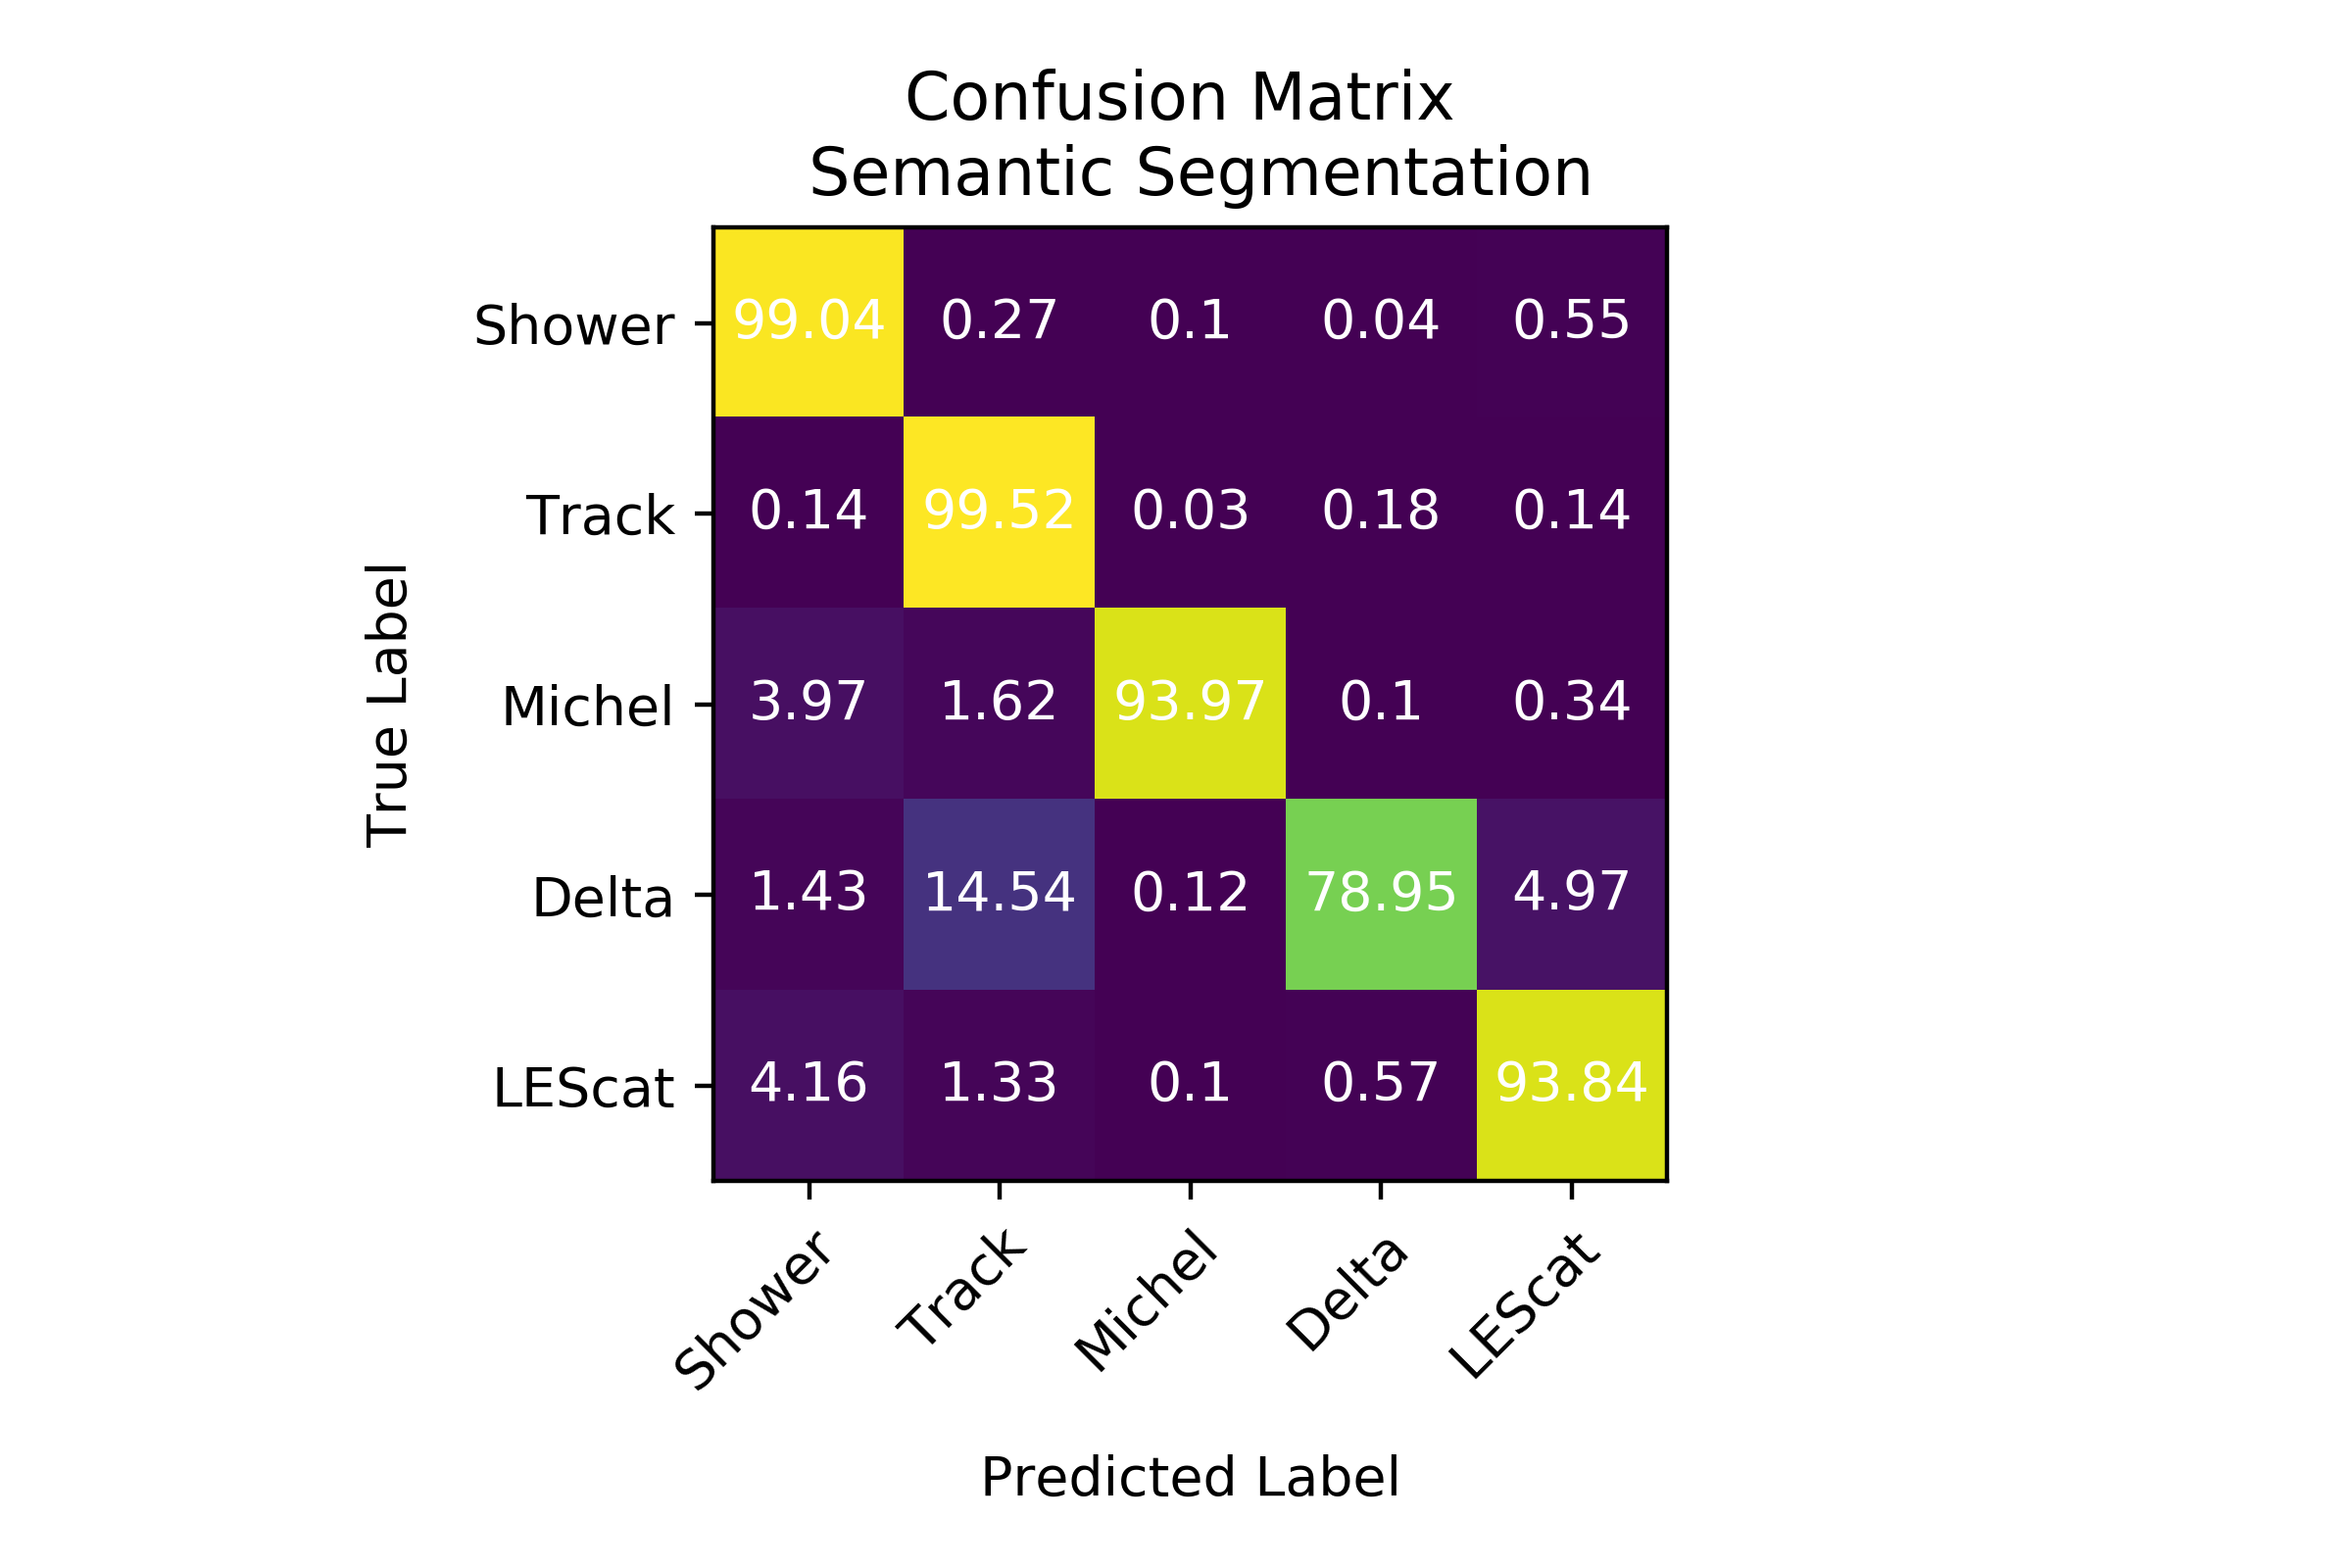 Confusion Matrix
Semantic Segmentation
True Label
Shower 99.04 0.27 0.1 0.04 0.55
Track 0.14 99.52 0.03 0.18 0.14
Michel 3.97 1.62 93.97 0.1 0.34
Delta 1.43 14.54 0.12 78.95 4.97
LEScat 4.16 1.33 0.1 0.57 93.84
Shower Track Michel Delta LEScat
Predicted Label